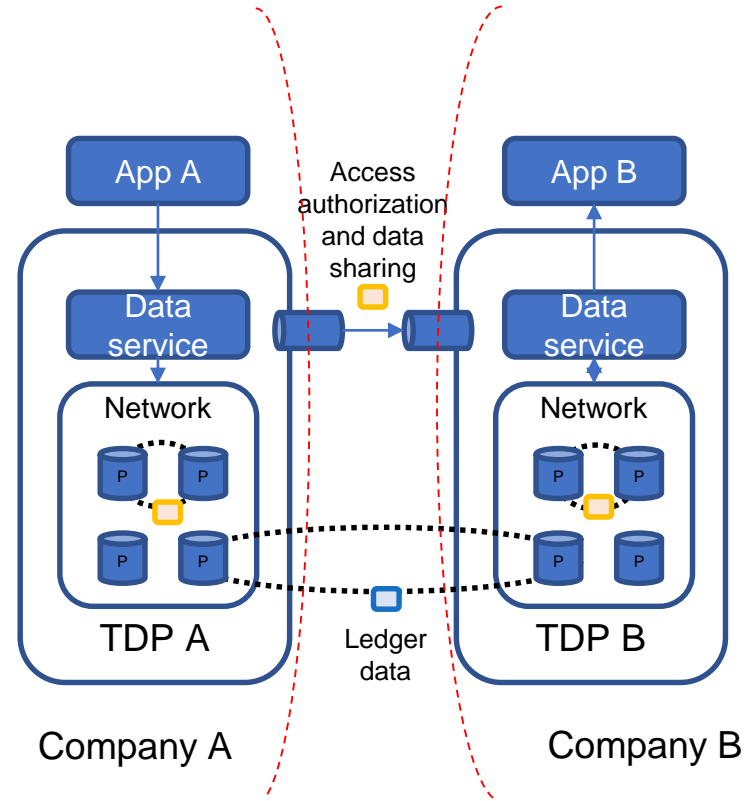 App A
Access
authorization
and data
sharing
App B
Data
service
Data
service
Network
Network
P
P
P
P
P
P
P
P
TDP A
Ledger
data
TDP B
Company A
Company B